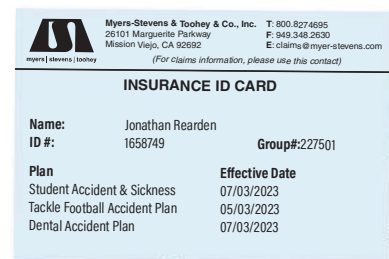 Myers-Stevens & Toohey & Co., Inc. T: 800.8274695
26101 Marguerite Parkway F: 949.348.2630
Mission Viejo, CA 92692 E: claims@myer-stevens.com
myers | stevens | toohey
(For claims information, please use this contact)
INSURANCE ID CARD
Name: Jonathan Rearden
ID #: 1658749 Group#:227501
Plan Effective Date
Student Accident & Sickness 07/03/2023
Tackle Football Accident Plan 05/03/2023
Dental Accident Plan 07/03/2023